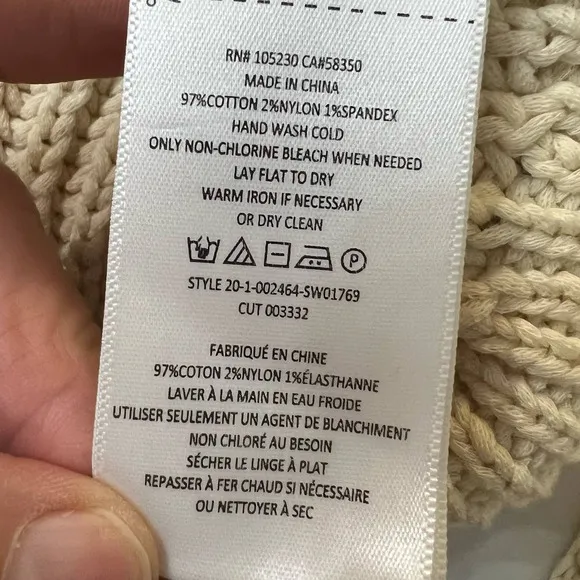 RN# 105230 CA#58350
MADE IN CHINA
97%COTTON 2%NYLON 1%SPANDEX
HAND WASH COLD
ONLY NON-CHLORINE BLEACH WHEN NEEDED
LAY FLAT TO DRY
WARM IRON IF NECESSARY
OR DRY CLEAN
P
STYLE 20-1-002464-SW01769
CUT 003332
FABRIQUÉ EN CHINE
97%COTON 2%NYLON 1%ÉLASTHANNE
LAVER À LA MAIN EN EAU FROIDE
UTILISER SEULEMENT UN AGENT DE BLANCHIMENT
NON CHLORÉ AU BESOIN
SÉCHER LE LINGE À PLAT
REPASSER À FER CHAUD SI NÉCESSAIRE
OU NETTOYER À SEC